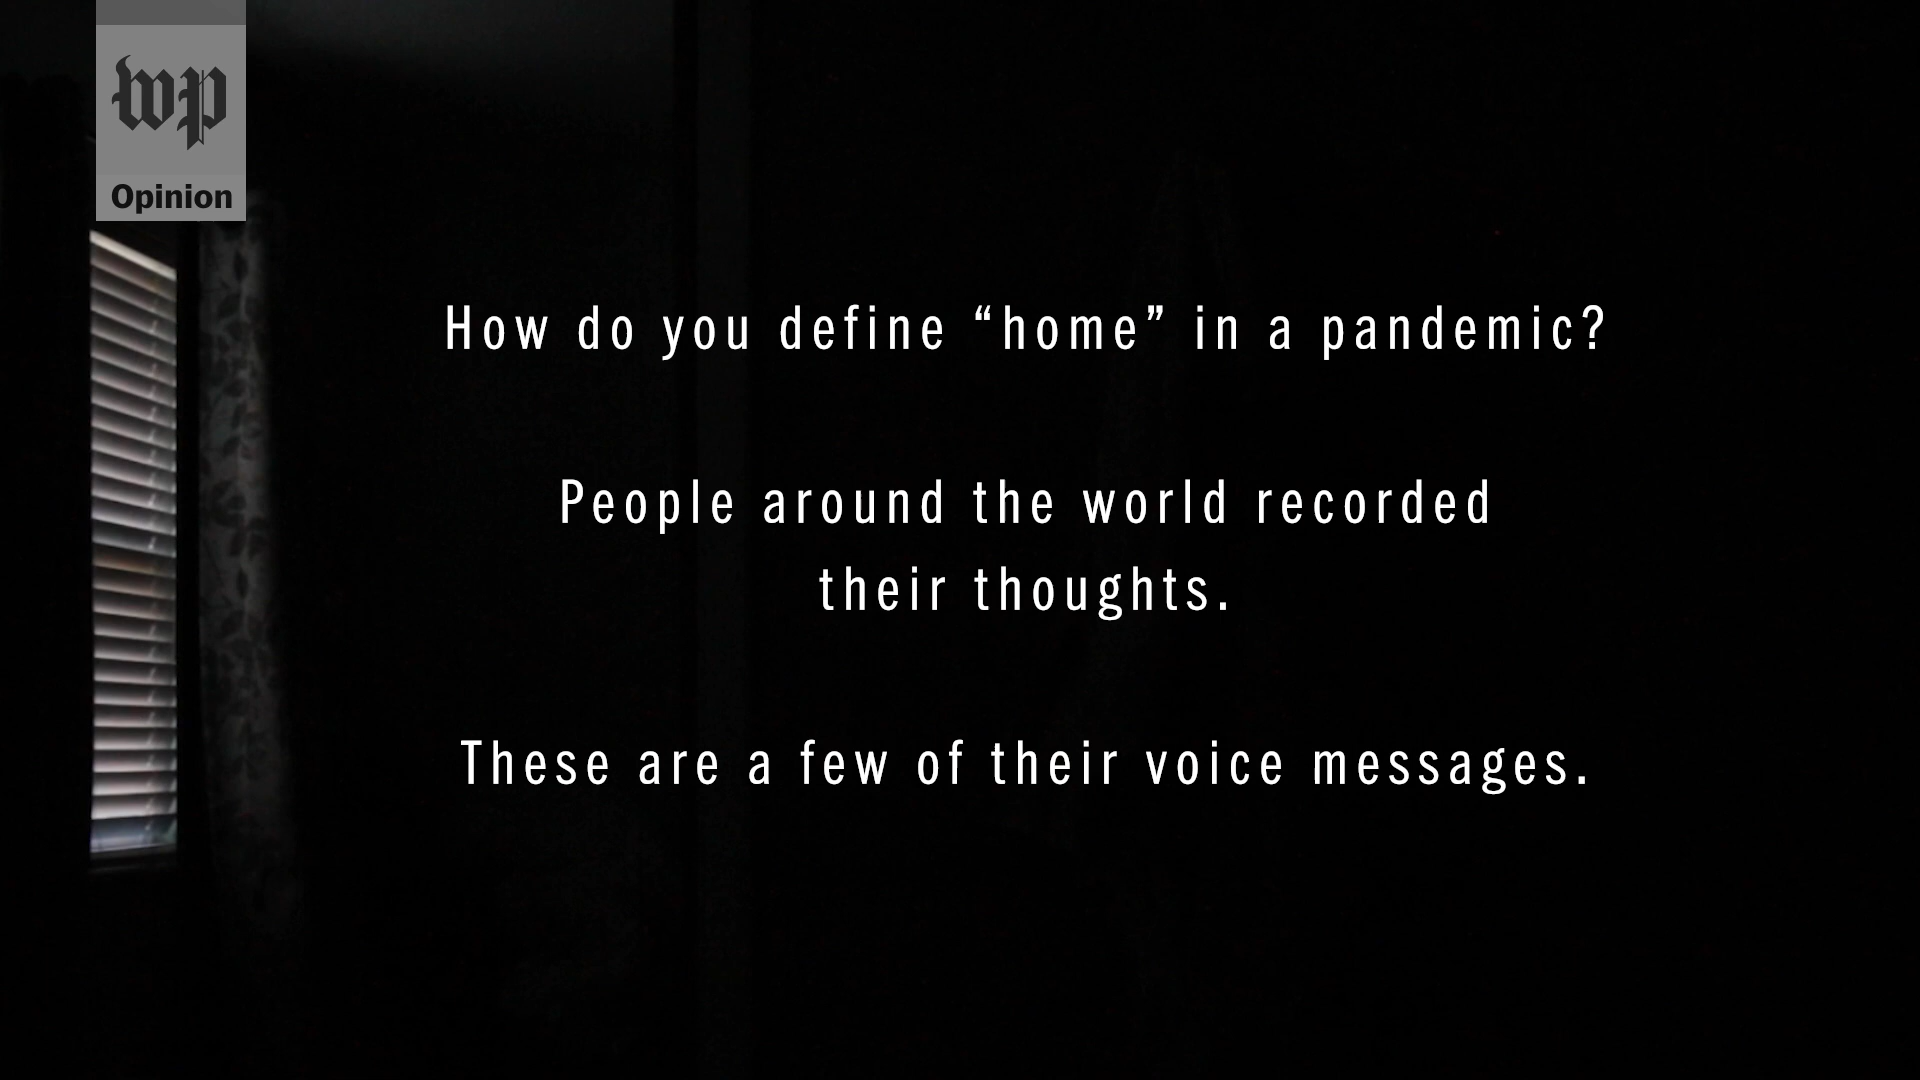 wp
Opinion
How do you define “home” in a pandemic?
People around the world recorded
their thoughts.
These are a few of their voice messages.